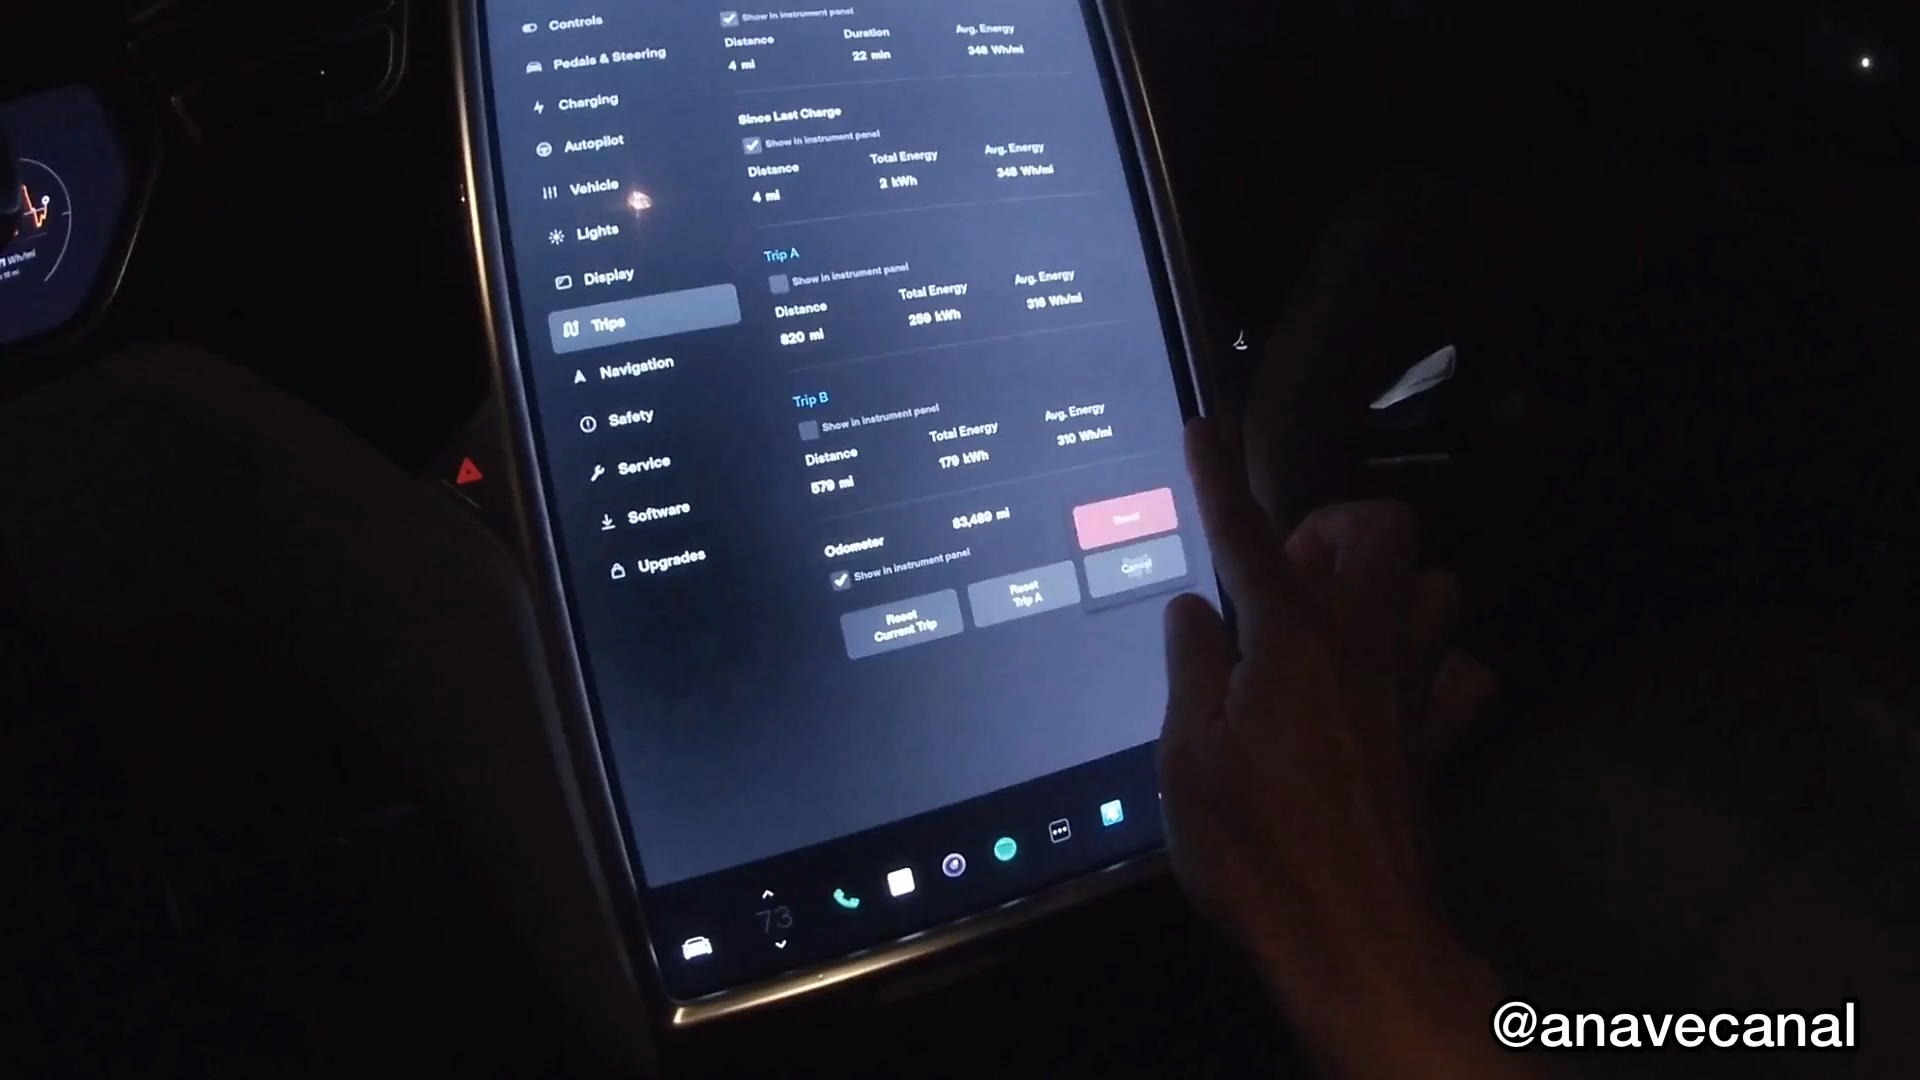 Controls
Pedals & Steering
Charging
Autopilot
Vehicle
Lights
Display
Trips
Navigation
Safety
Service
Software
Upgrades
Show in instrument panel
Distance Duration Avg. Energy
4 mi 22 min 348 Wh/mi
Since Last Charge
Show in instrument panel
Distance Total Energy Avg. Energy
4 mi 2 kWh 348 Wh/mi
Trip A
Show in instrument panel
Distance Total Energy Avg. Energy
820 mi 259 kWh 316 Wh/mi
Trip B
Show in instrument panel
Distance Total Energy Avg. Energy
579 mi 179 kWh 310 Wh/mi
Odometer 83,489 mi
Show in instrument panel
Reset
Cancel
Reset
Current Trip
Reset
Trip A
73
Wh/mi
@anavecanal